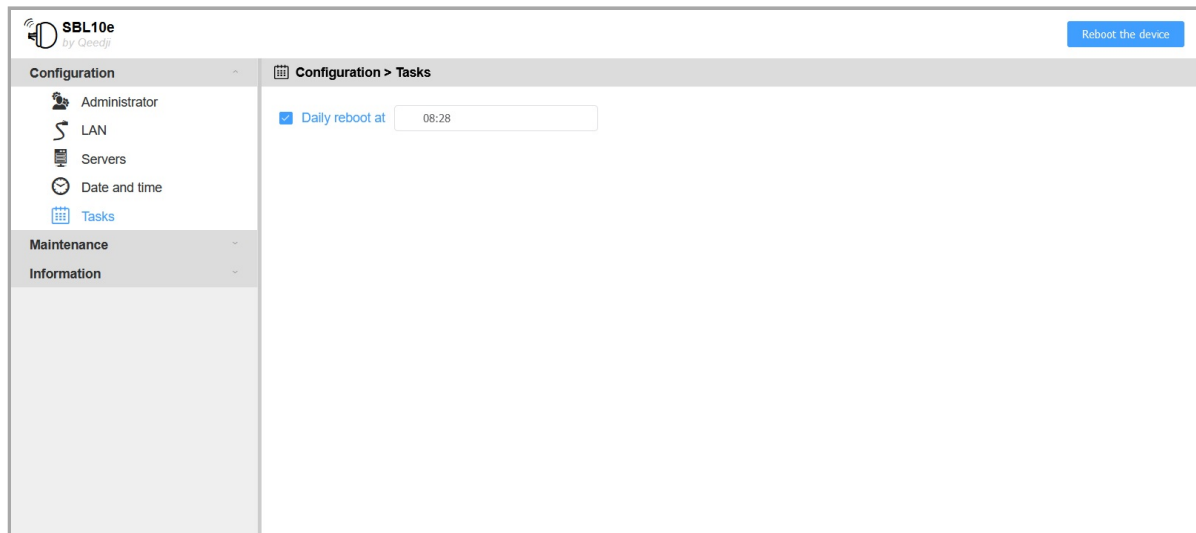 SBL10e
by Qeedji
Reboot the device
Configuration
Administrator
LAN
Servers
Date and time
Tasks
Maintenance
Information
Configuration > Tasks
Daily reboot at 08:28